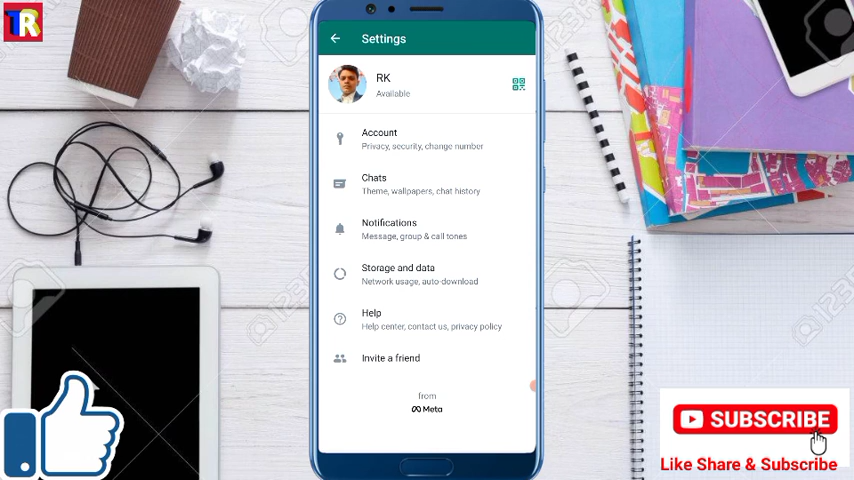 TR
Settings
RK
Available
Account
Privacy, security, change number
Chats
Theme, wallpapers, chat history
Notifications
Message, group & call tones
Storage and data
Network usage, auto-download
Help
Help center, contact us, privacy policy
Invite a friend
from
Meta
SUBSCRIBE
Like Share & Subscribe